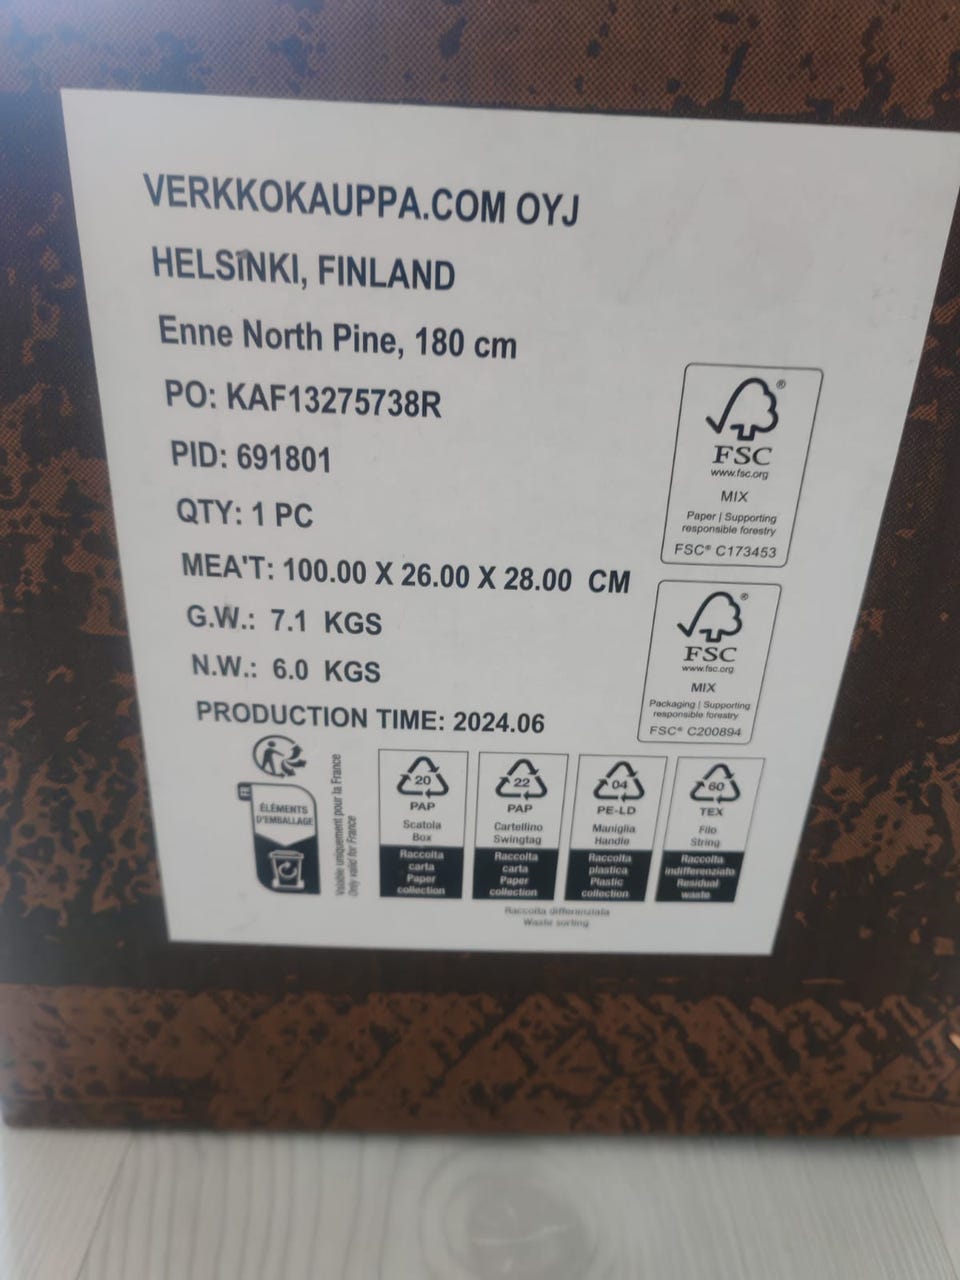 VERKKOKAUPPA.COM OYJ
HELSINKI, FINLAND
Enne North Pine, 180 cm
PO: KAF13275738R
PID: 691801
QTY: 1 PC
MEA'T: 100.00 X 26.00 X 28.00 CM
G.W.: 7.1 KGS
N.W.: 6.0 KGS
PRODUCTION TIME: 2024.06
®
FSC
www.fsc.org
MIX
Paper | Supporting
responsible forestry
FSC® C173453
®
FSC
www.fsc.org
MIX
Packaging | Supporting
responsible forestry
FSC® C200894
FR
ÉLÉMENTS
D'EMBALLAGE
Valable uniquement pour la France
Only valid for France
20
PAP
Scatola
Box
Raccolta
carta
Paper
collection
22
PAP
Cartellino
Swingtag
Raccolta
carta
Paper
collection
04
PE-LD
Maniglia
Handle
Raccolta
plastica
Plastic
collection
60
TEX
Filo
String
Raccolta
indifferenziata
Residual
waste
Raccolta differenziata
Waste sorting